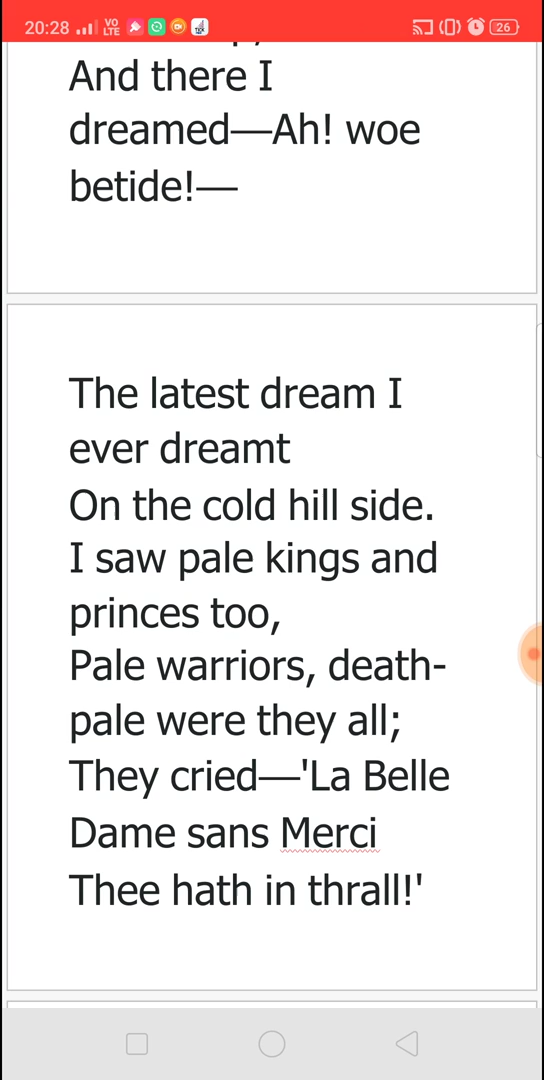 20:28 VO LTE 26
And there I
dreamed—Ah! woe
betide!—
The latest dream I
ever dreamt
On the cold hill side.
I saw pale kings and
princes too,
Pale warriors, death-
pale were they all;
They cried—'La Belle
Dame sans Merci
Thee hath in thrall!'